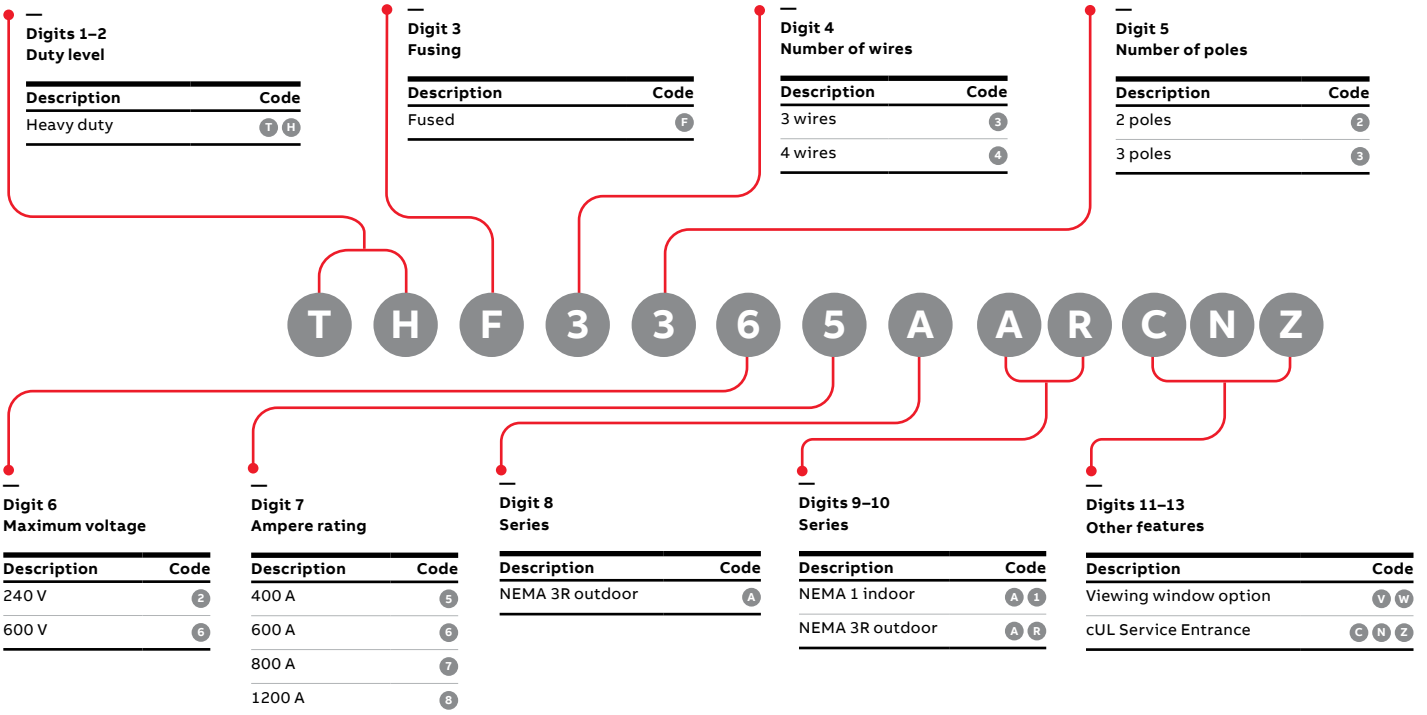 —
Digits 1–2
Duty level
Description Code
Heavy duty T H
—
Digit 3
Fusing
Description Code
Fused F
—
Digit 4
Number of wires
Description Code
3 wires 3
4 wires 4
—
Digit 5
Number of poles
Description Code
2 poles 2
3 poles 3
T H F 3 3 6 5 A A R C N Z
—
Digit 6
Maximum voltage
Description Code
240 V 2
600 V 6
—
Digit 7
Ampere rating
Description Code
400 A 5
600 A 6
800 A 7
1200 A 8
—
Digit 8
Series
Description Code
NEMA 3R outdoor A
—
Digits 9–10
Series
Description Code
NEMA 1 indoor A 1
NEMA 3R outdoor A R
—
Digits 11–13
Other features
Description Code
Viewing window option V W
cUL Service Entrance C N Z